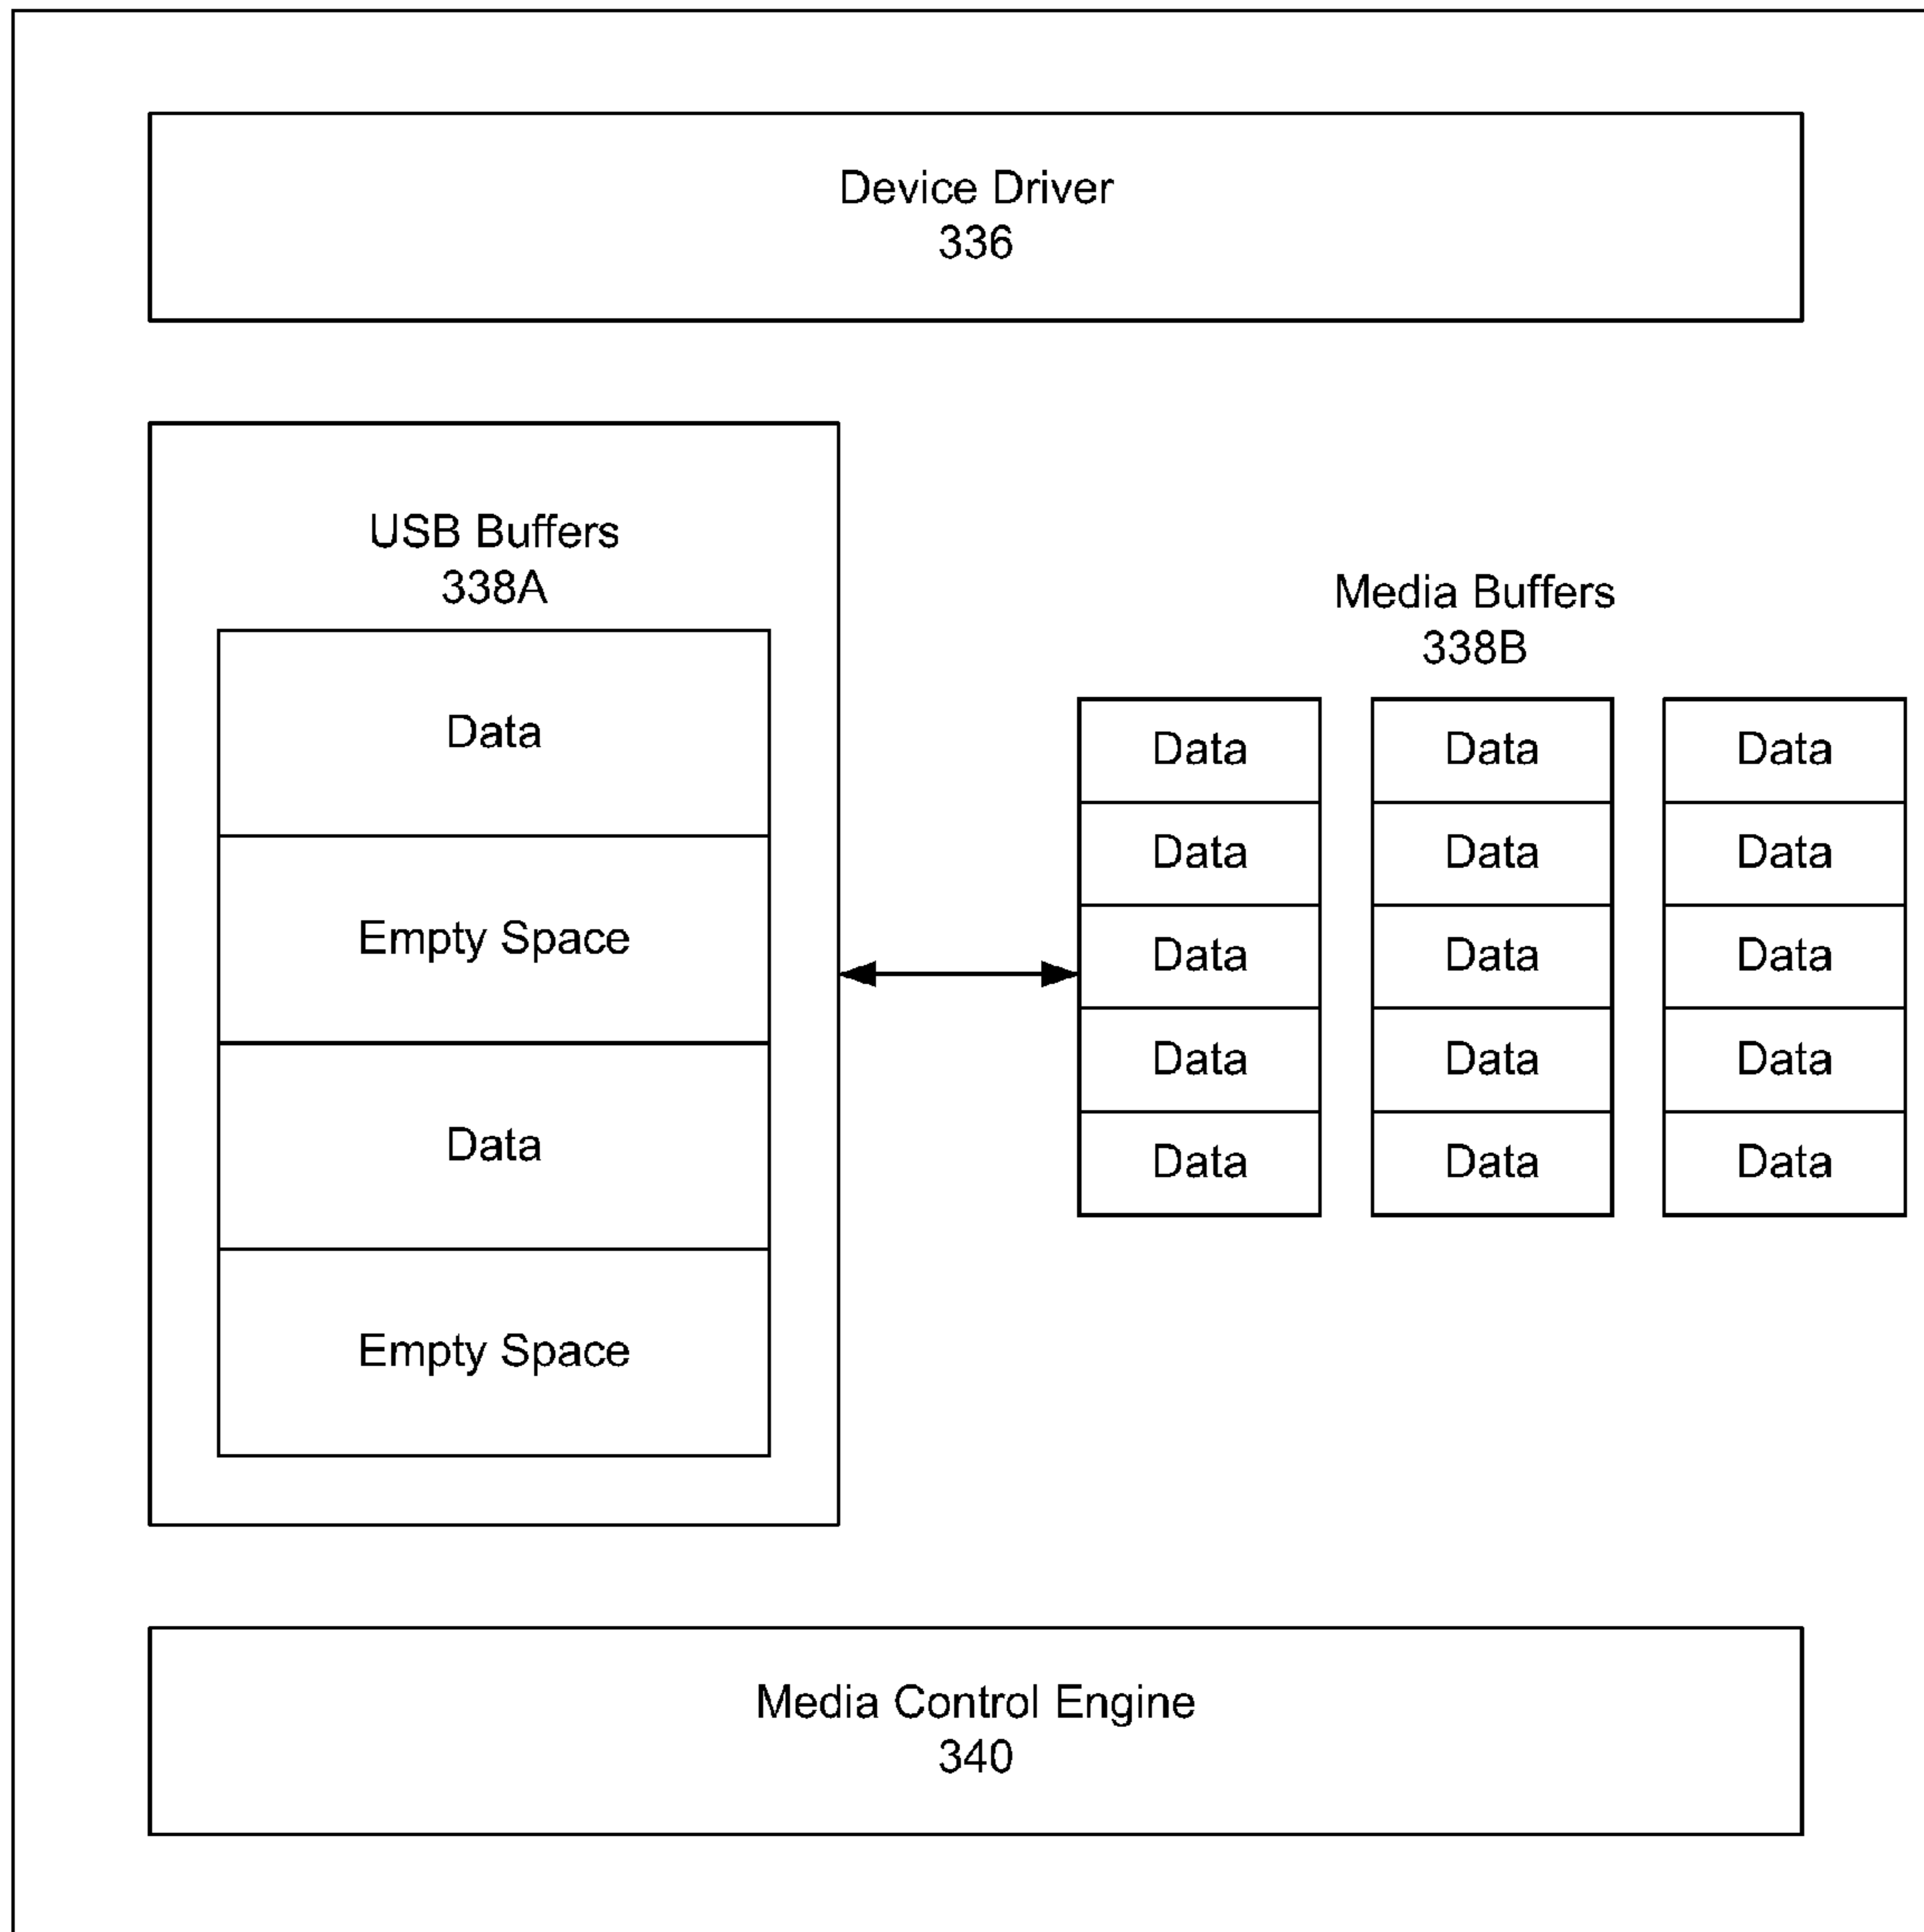 Device Driver
336
USB Buffers
338A
Data
Empty Space
Data
Empty Space
Media Buffers
338B
Data Data Data
Data Data Data
Data Data Data
Data Data Data
Data Data Data
Media Control Engine
340